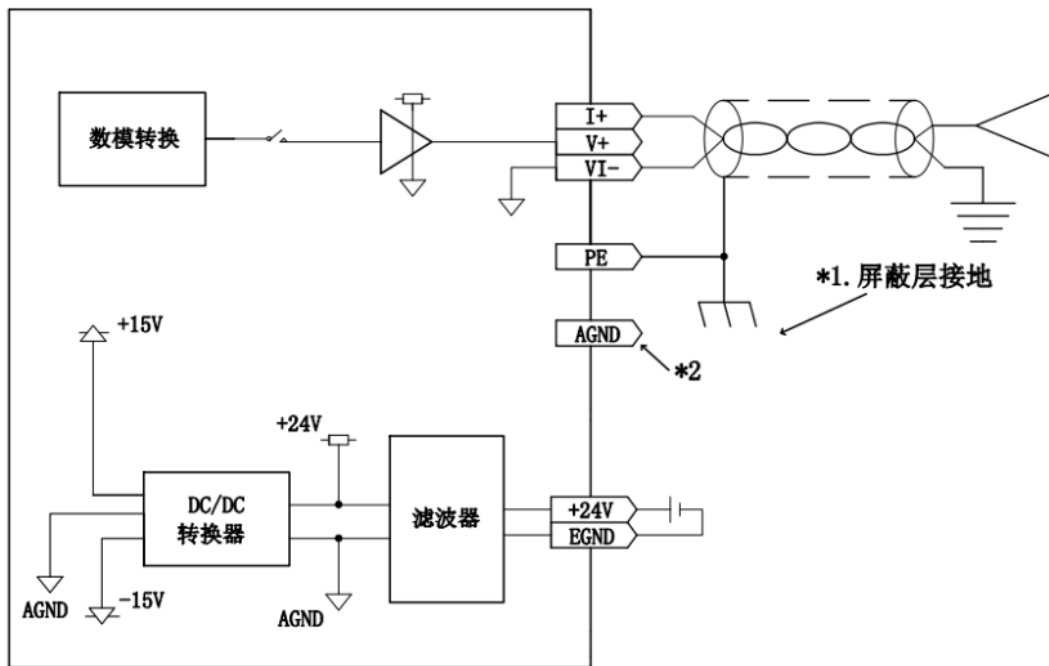 数模转换
I+
V+
VI-
PE
*1.屏蔽层接地
AGND
*2
+15V
+24V
DC/DC
转换器
滤波器
+24V
EGND
AGND
-15V
AGND